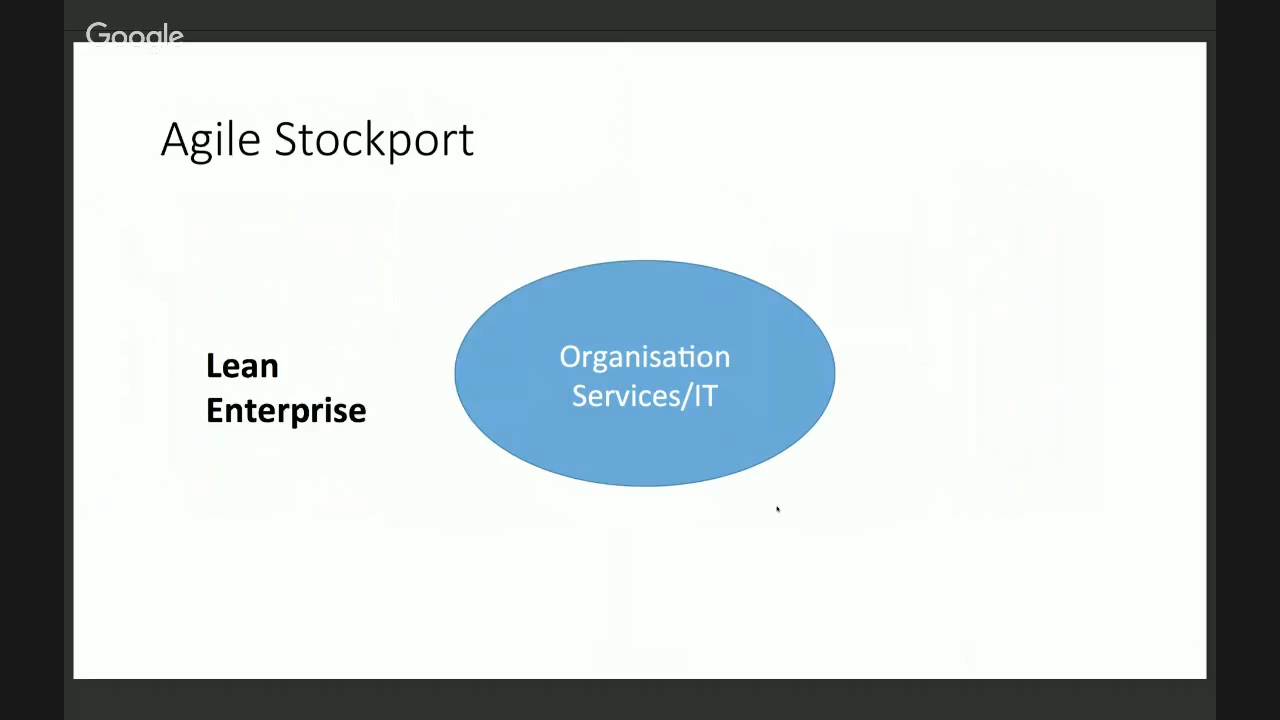 Google
Agile Stockport
Lean
Enterprise
Organisation
Services/IT